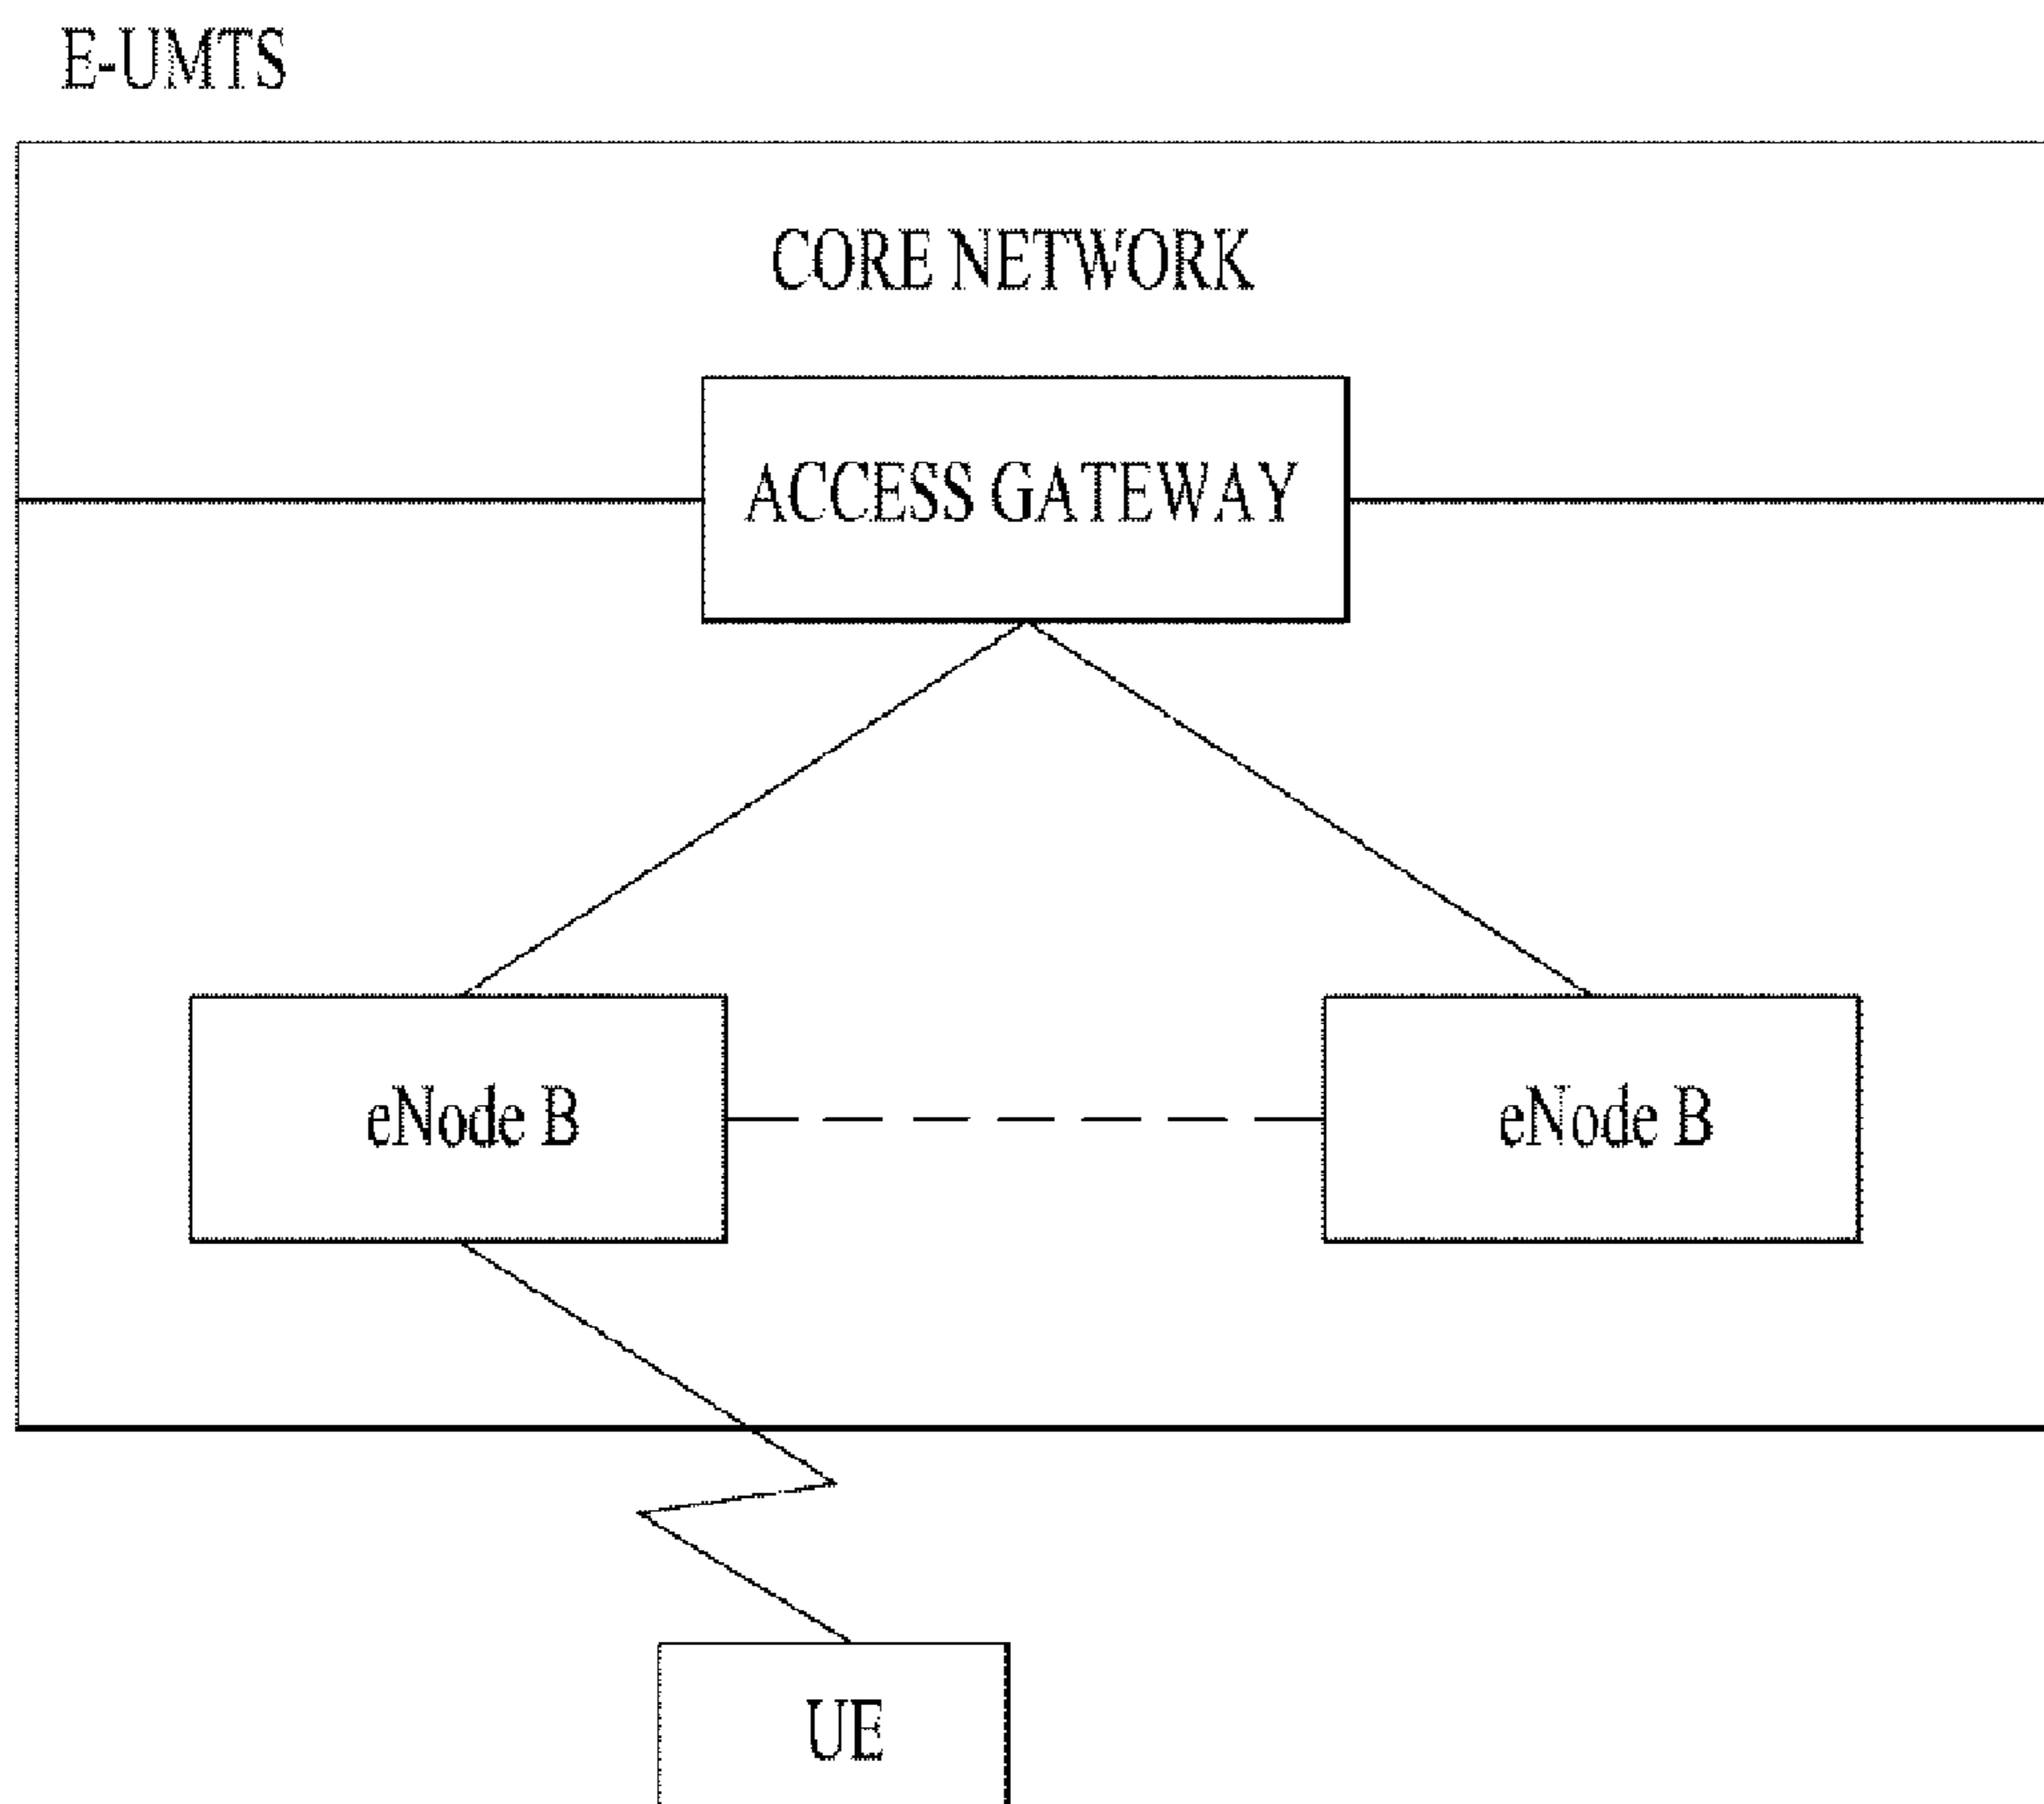 E-UMTS
CORE NETWORK
ACCESS GATEWAY
eNode B
eNode B
UE